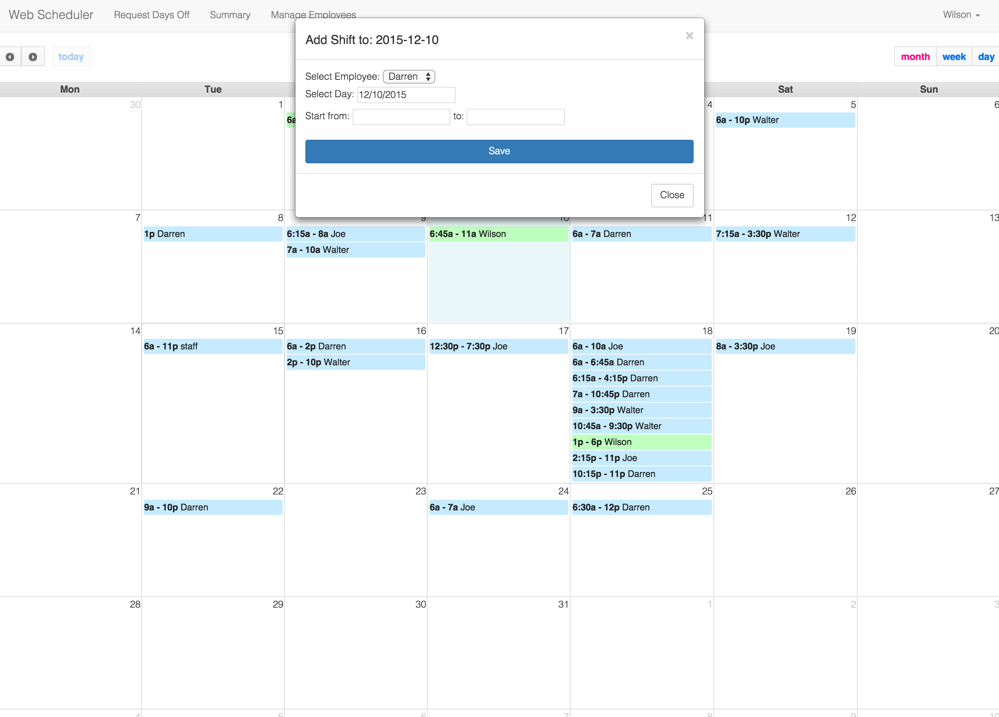 Web Scheduler Request Days Off Summary Manage Employees Wilson
Add Shift to: 2015-12-10 ×
today month week day
Select Employee: Darren
Select Day: 12/10/2015
Start from: to:
Save
Close
Mon Tue Sat Sun
30 1 4 5 6
6a 6a - 10p Walter
7 8 9 10 11 12 13
1p Darren 6:15a - 8a Joe 6:45a - 11a Wilson 6a - 7a Darren 7:15a - 3:30p Walter
7a - 10a Walter
14 15 16 17 18 19 20
6a - 11p staff 6a - 2p Darren 12:30p - 7:30p Joe 6a - 10a Joe 8a - 3:30p Joe
2p - 10p Walter 6a - 6:45a Darren
6:15a - 4:15p Darren
7a - 10:45p Darren
9a - 3:30p Walter
10:45a - 9:30p Walter
1p - 6p Wilson
2:15p - 11p Joe
10:15p - 11p Darren
21 22 23 24 25 26 27
9a - 10p Darren 6a - 7a Joe 6:30a - 12p Darren
28 29 30 31 1 2 3
4 5 6 7 8 9 10